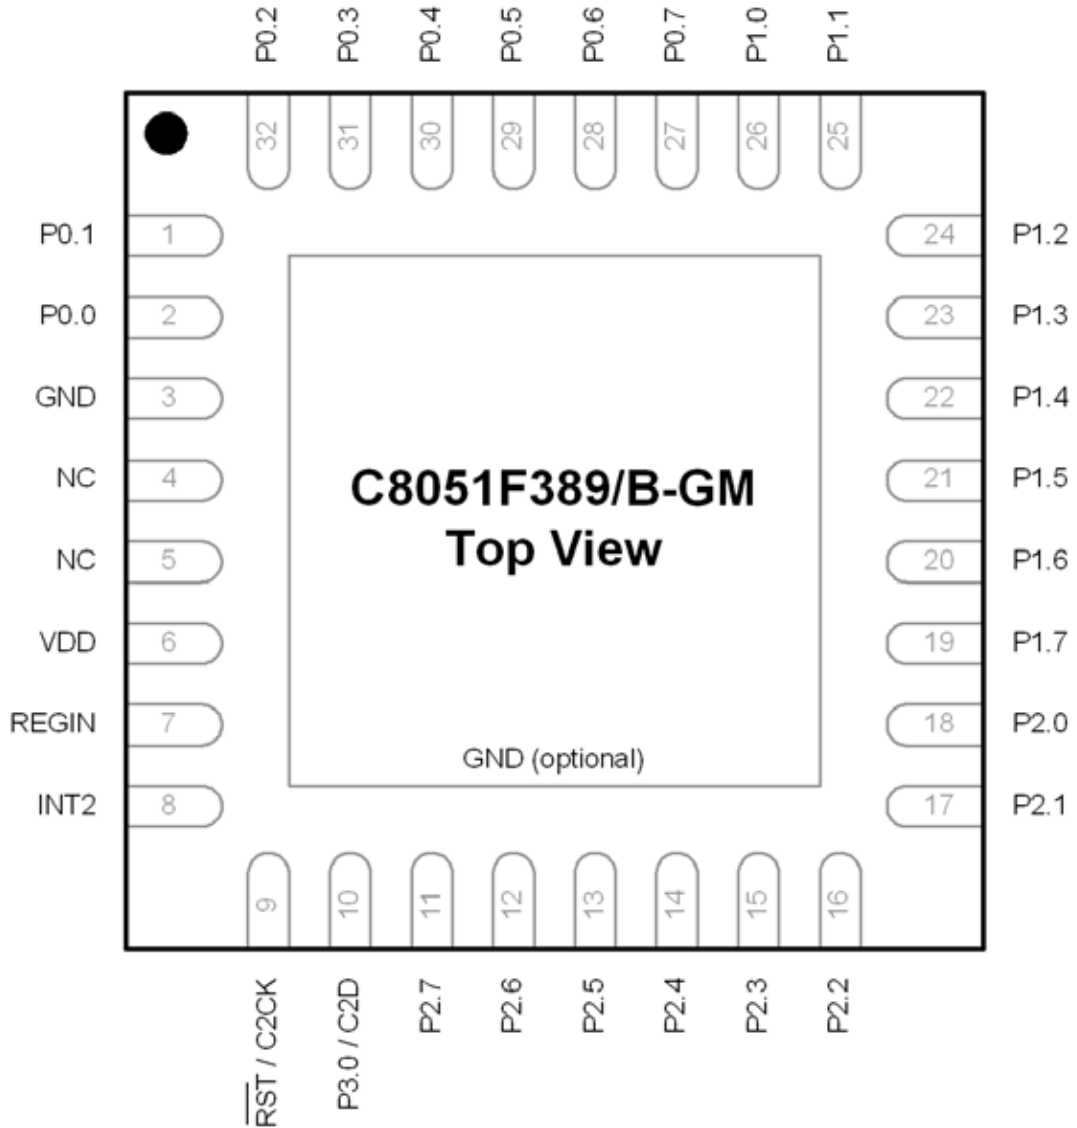 P0.2 P0.3 P0.4 P0.5 P0.6 P0.7 P1.0 P1.1
32 31 30 29 28 27 26 25
P0.1 1 24 P1.2
P0.0 2 23 P1.3
GND 3 22 P1.4
NC 4 21 P1.5
C8051F389/B-GM
Top View
NC 5 20 P1.6
VDD 6 19 P1.7
REGIN 7 18 P2.0
GND (optional)
INT2 8 17 P2.1
9 10 11 12 13 14 15 16
RST / C2CK P3.0 / C2D P2.7 P2.6 P2.5 P2.4 P2.3 P2.2